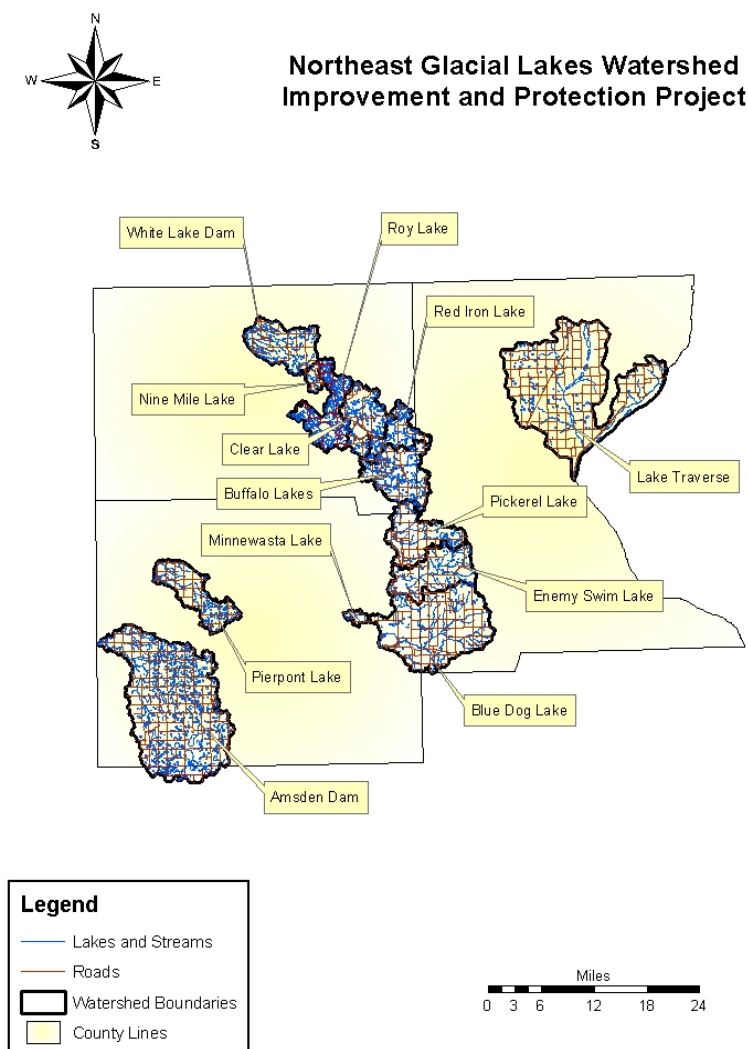 N
Northeast Glacial Lakes Watershed
Improvement and Protection Project
W
E
S
White Lake Dam
Roy Lake
Red Iron Lake
Nine Mile Lake
Clear Lake
Lake Traverse
Buffalo Lakes
Pickerel Lake
Minnewasta Lake
Enemy Swim Lake
Pierpont Lake
Blue Dog Lake
Amsden Dam
Legend
Lakes and Streams
Roads
Watershed Boundaries
County Lines
Miles
0 3 6 12 18 24